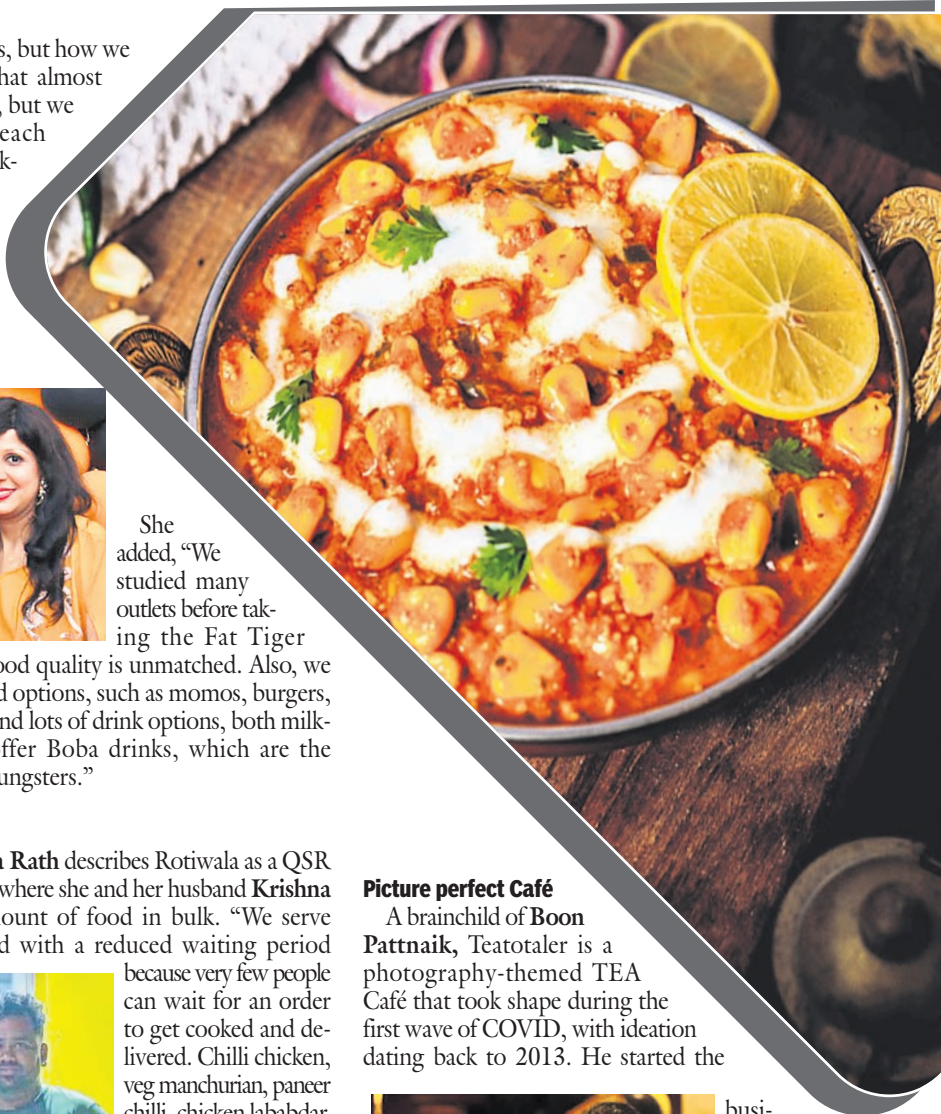 s, but how we
hat almost
, but we
each
k-
She
added, “We
studied many
outlets before tak-
ing the Fat Tiger
ood quality is unmatched. Also, we
d options, such as momos, burgers,
nd lots of drink options, both milk-
ffer Boba drinks, which are the
ungsters.”
a Rath describes Rotiwala as a QSR
where she and her husband Krishna
nount of food in bulk. “We serve
d with a reduced waiting period
because very few people
can wait for an order
to get cooked and de-
livered. Chilli chicken,
veg manchurian, paneer
chilli, chicken lababdar,
Picture perfect Café
A brainchild of Boon
Pattnaik, Teatotaler is a
photography-themed TEA
Café that took shape during the
first wave of COVID, with ideation
dating back to 2013. He started the
busi-